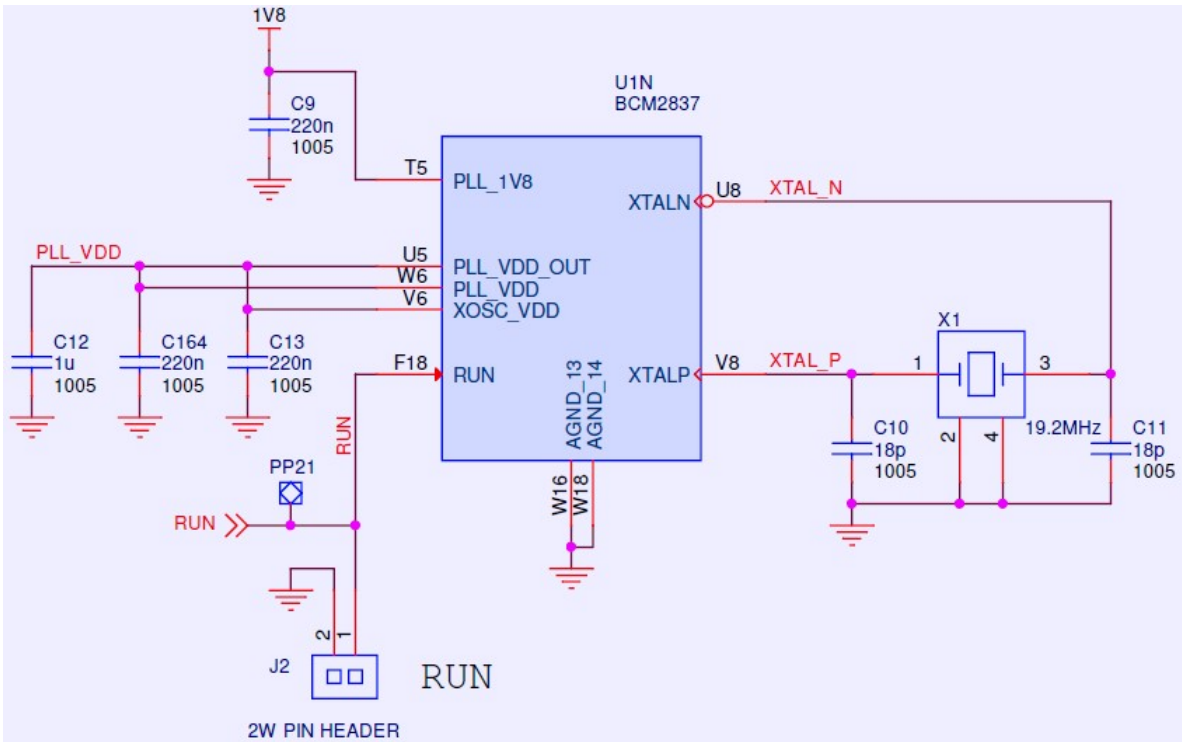 1V8
U1N
BCM2837
C9
220n
1005
T5
PLL_1V8
XTALN
U8
XTAL_N
PLL_VDD
U5
PLL_VDD_OUT
W6
PLL_VDD
V6
XOSC_VDD
C12
1u
1005
C164
220n
1005
C13
220n
1005
F18
RUN
AGND_13
AGND_14
XTALP
V8
XTAL_P
X1
1
3
2
4
19.2MHz
C10
18p
1005
C11
18p
1005
RUN
W16
W18
PP21
RUN
2
1
J2
RUN
2W PIN HEADER